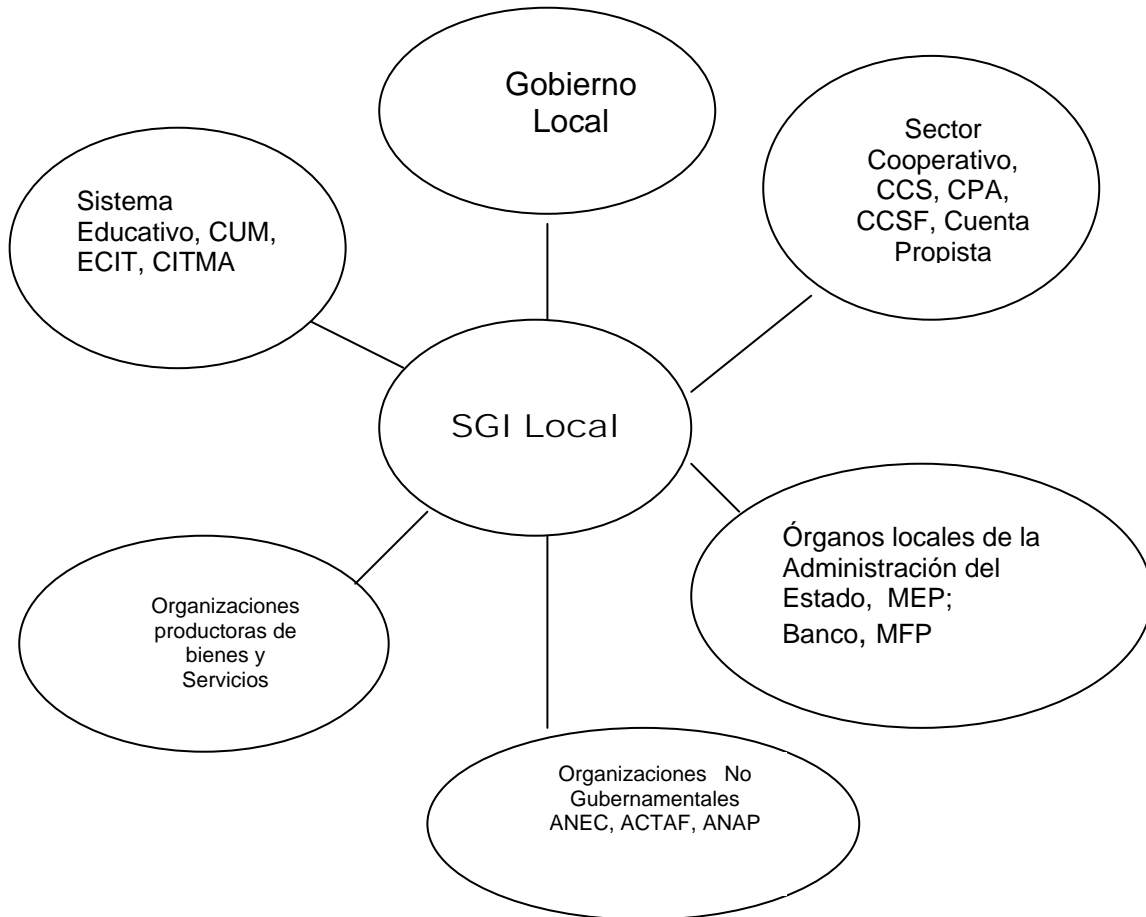 Gobierno
Local
Sector
Cooperativo,
CCS, CPA,
CCSF, Cuenta
Propista
Sistema
Educativo, CUM,
ECIT, CITMA
SGI Local
Órganos locales de la
Administración del
Estado, MEP;
Banco, MFP
Organizaciones
productoras de
bienes y
Servicios
Organizaciones No
Gubernamentales
ANEC, ACTAF, ANAP